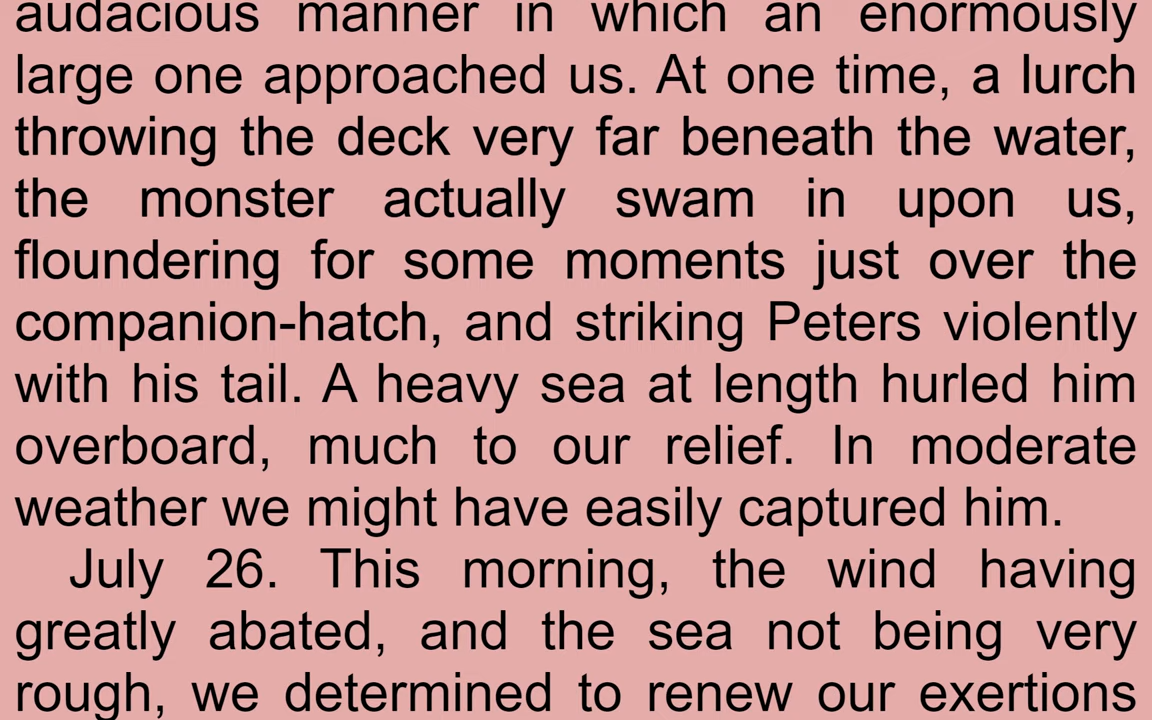 audacious manner in which an enormously
large one approached us. At one time, a lurch
throwing the deck very far beneath the water,
the monster actually swam in upon us,
floundering for some moments just over the
companion-hatch, and striking Peters violently
with his tail. A heavy sea at length hurled him
overboard, much to our relief. In moderate
weather we might have easily captured him.
July 26. This morning, the wind having
greatly abated, and the sea not being very
rough, we determined to renew our exertions